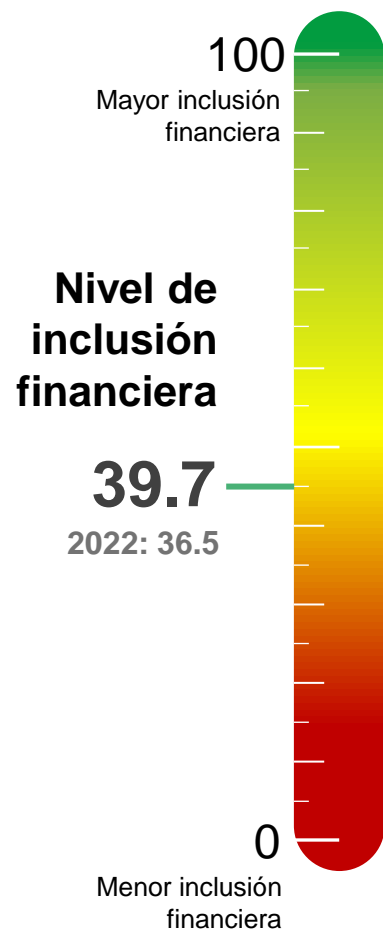 100
Mayor inclusión
financiera
Nivel de
inclusión
financiera
39.7
2022: 36.5
0
Menor inclusión
financiera